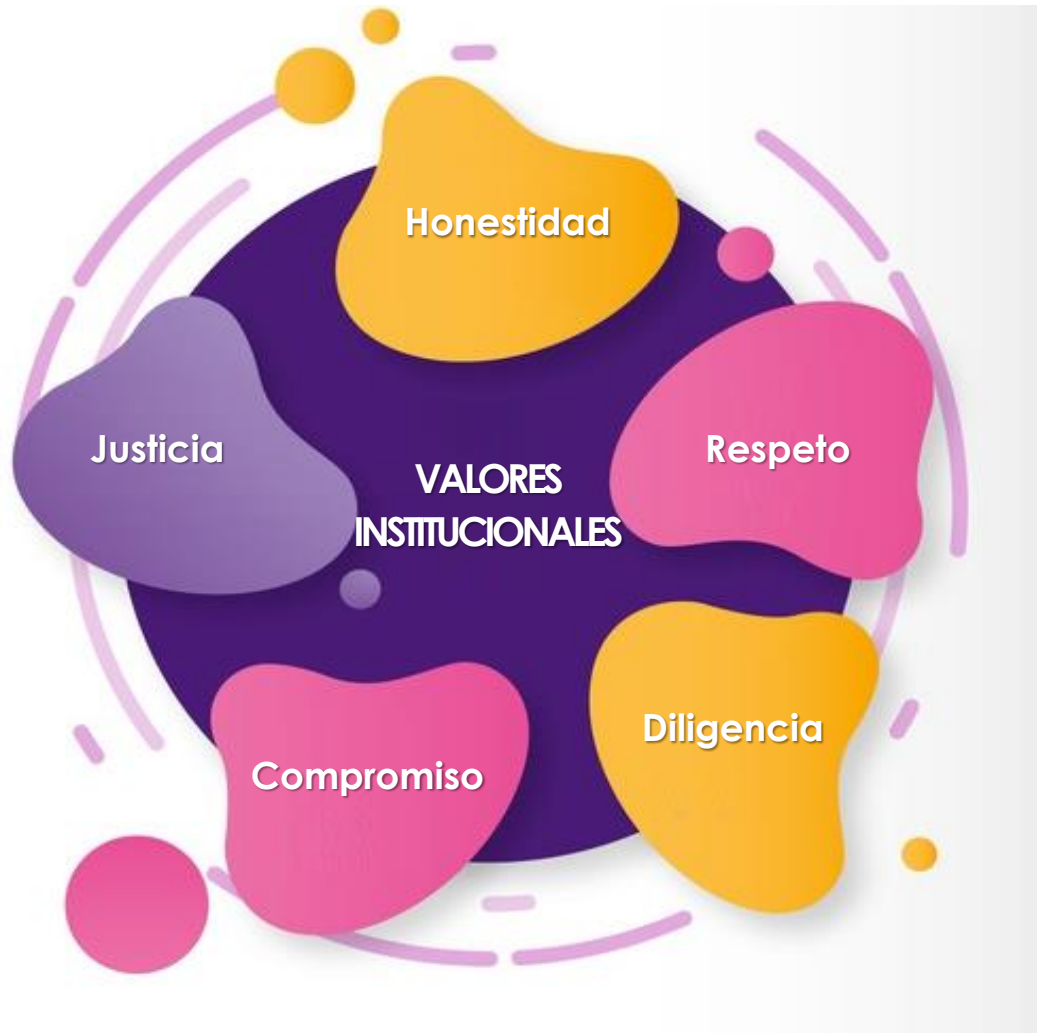 Honestidad
Justicia
Respeto
VALORES
INSTITUCIONALES
Diligencia
Compromiso